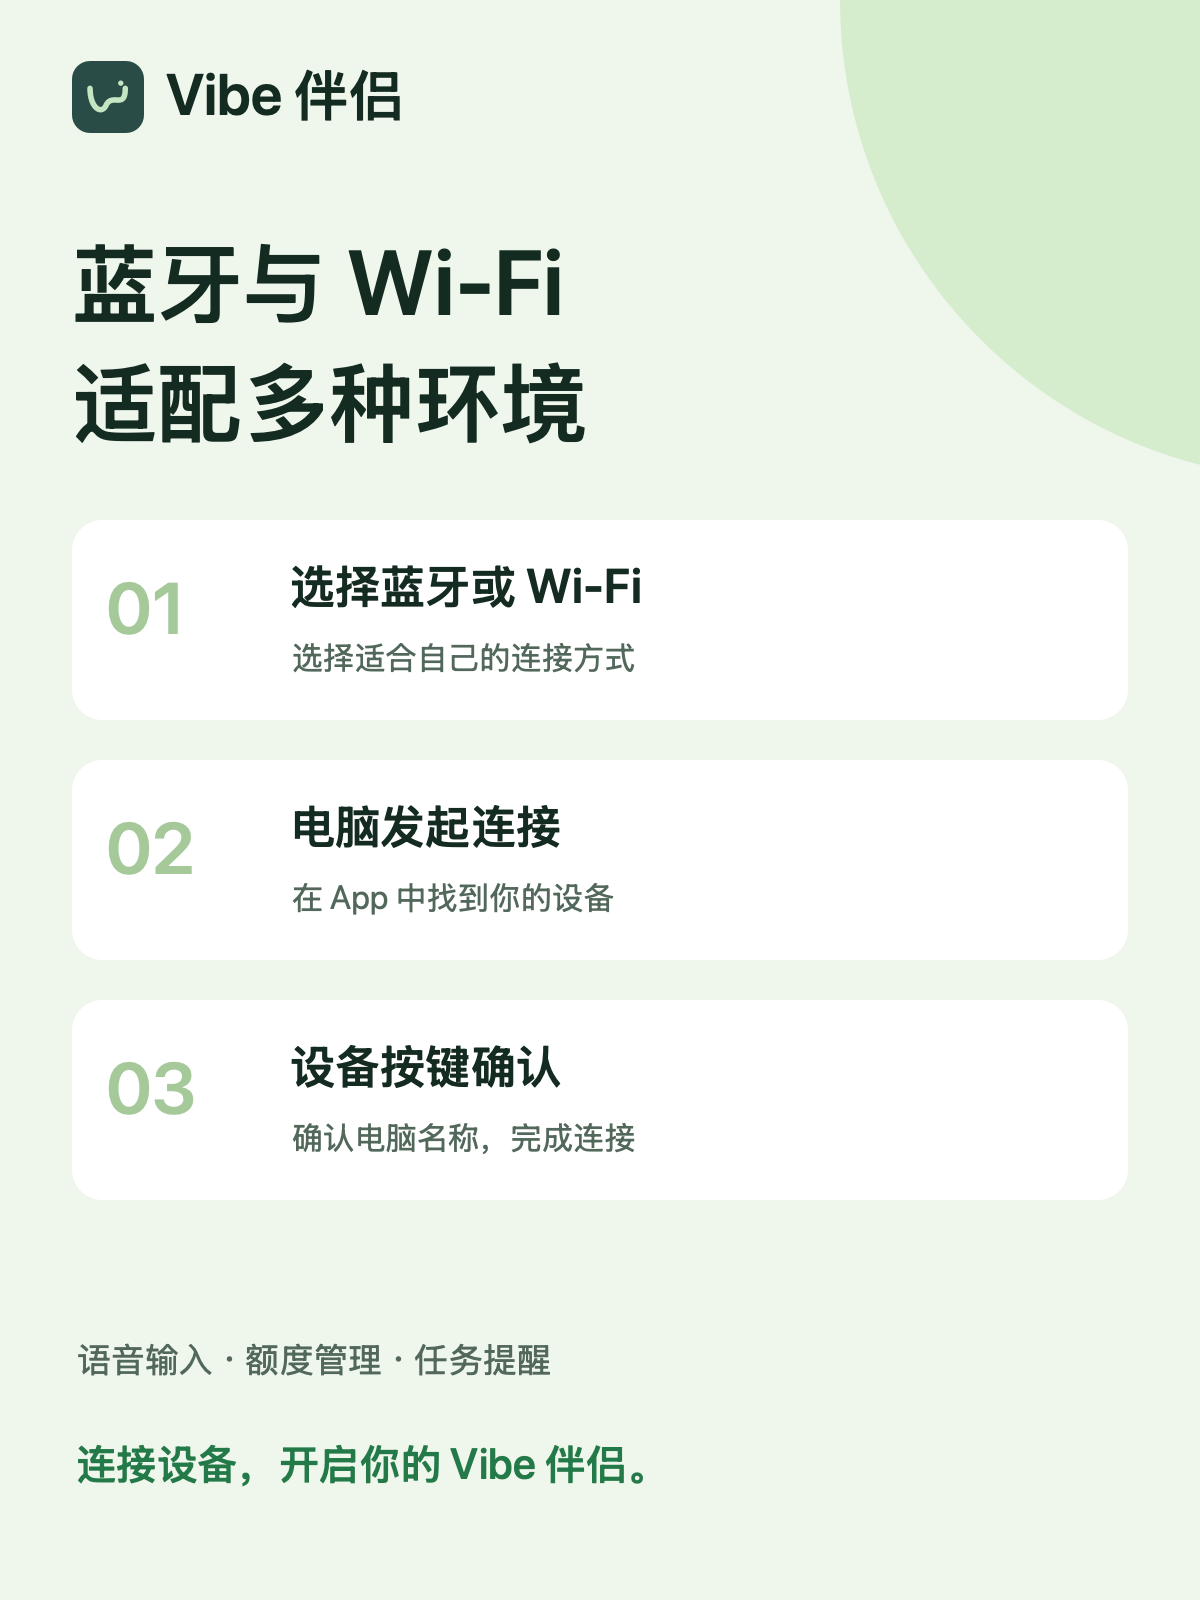 Vibe 伴侣
蓝牙与 Wi-Fi
适配多种环境
01
选择蓝牙或 Wi-Fi
选择适合自己的连接方式
02
电脑发起连接
在 App 中找到你的设备
03
设备按键确认
确认电脑名称，完成连接
语音输入 · 额度管理 · 任务提醒
连接设备，开启你的 Vibe 伴侣。